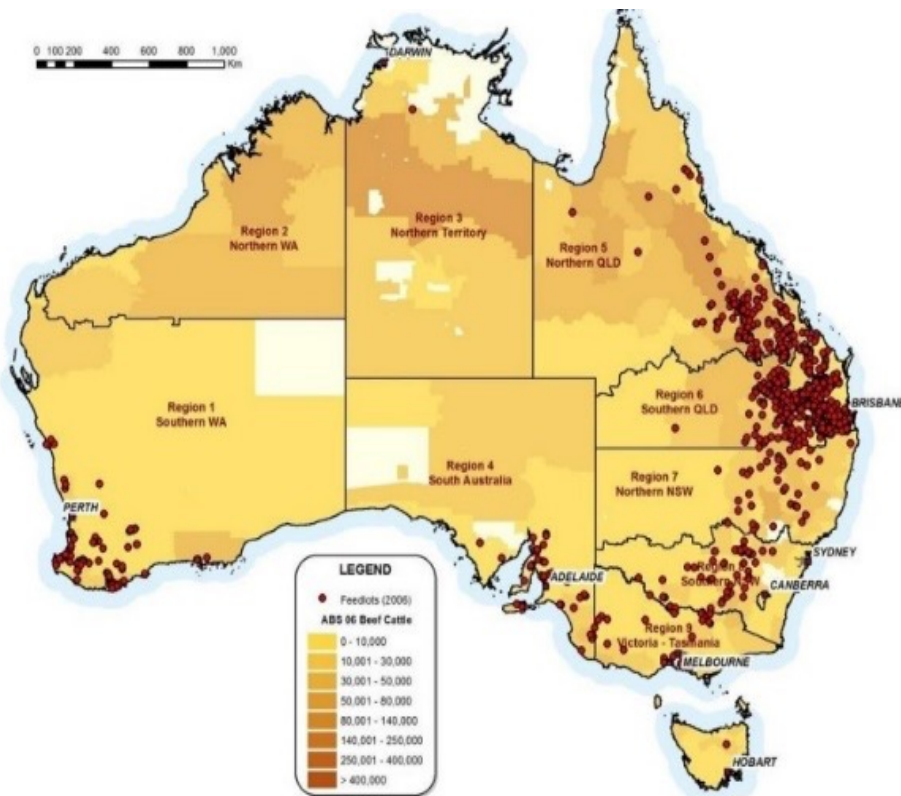 0 100 200 400 600 800 1,000
Km
DARWIN
Region 2
Northern WA
Region 3
Northern Territory
Region 5
Northern QLD
Region 1
Southern WA
Region 6
Southern QLD
BRISBANE
Region 4
South Australia
Region 7
Northern NSW
PERTH
SYDNEY
Region
Southern
CANBERRA
ADELAIDE
Region 9
Victoria - Tasmania
MELBOURNE
HOBART
LEGEND
Feedlots (2006)
ABS 06 Beef Cattle
0 - 10,000
10,001 - 30,000
30,001 - 50,000
50,001 - 80,000
80,001 - 140,000
140,001 - 250,000
250,001 - 400,000
> 400,000